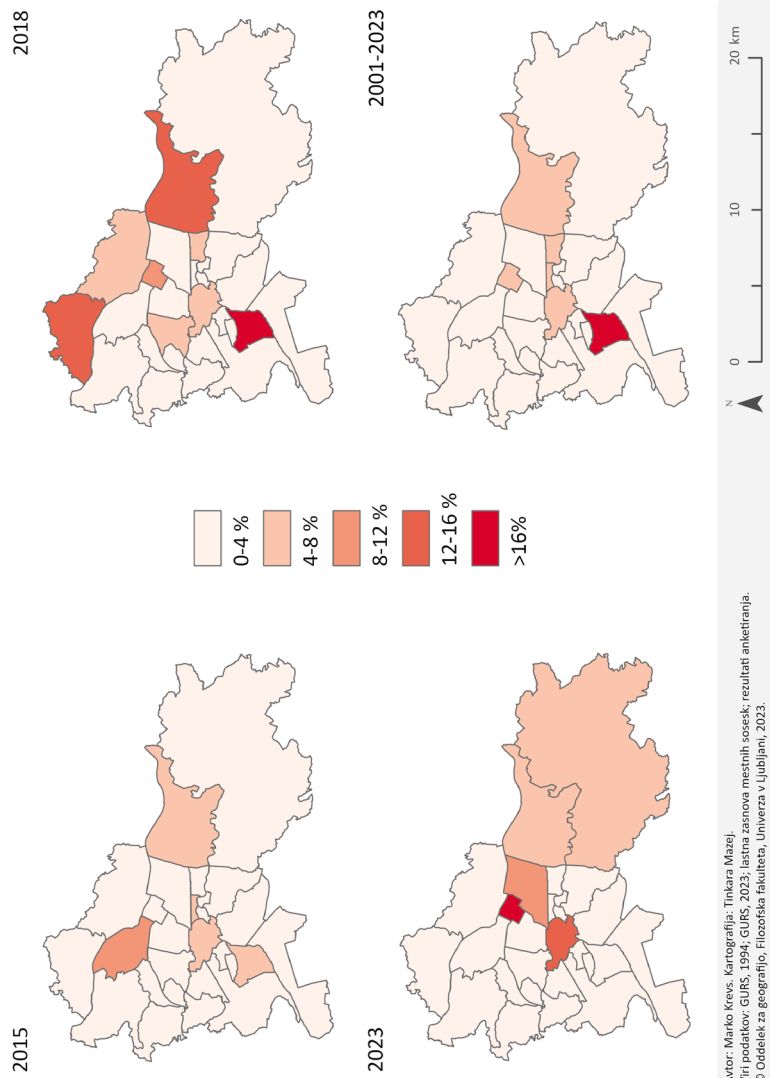 2015
2018
2023
2001-2023
0-4 %
4-8 %
8-12 %
12-16 %
>16%
Marko Krevs. Kartografija: Tinkara Mazej.
podatkov: GURS, 1994; GURS, 2023; lastna zasnova mestnih sosesk; rezultati anketiranja.
Oddelek za geografijo, Filozofska fakulteta, Univerza v Ljubljani, 2023.
N
0 10 20 km